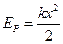 E_P = kx²/2